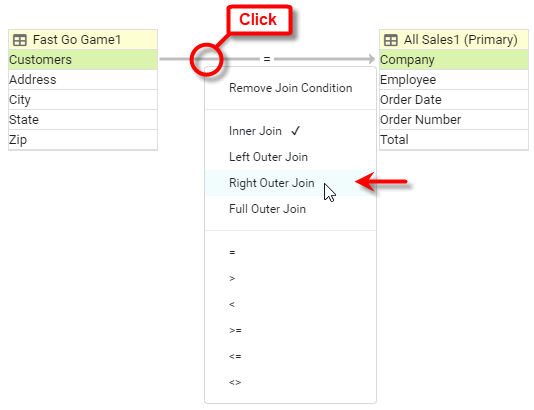 Click
Fast Go Game1
Customers
Address
City
State
Zip
=
All Sales1 (Primary)
Company
Employee
Order Date
Order Number
Total
Remove Join Condition
Inner Join ✓
Left Outer Join
Right Outer Join
Full Outer Join
=
>
<
>=
<=
<>